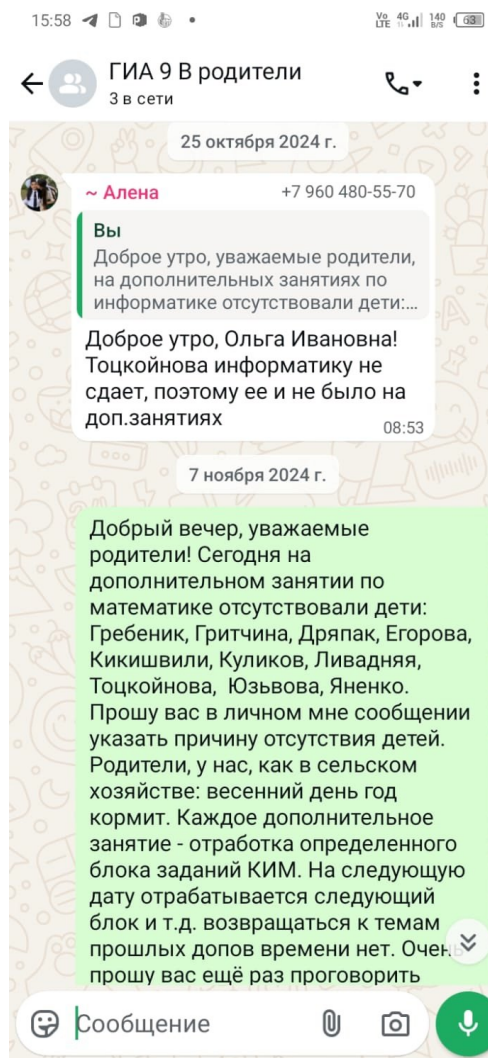 15:58
Vo LTE 4G 140 B/S 63
ГИА 9 В родители
3 в сети
25 октября 2024 г.
~ Алена +7 960 480-55-70
Вы
Доброе утро, уважаемые родители,
на дополнительных занятиях по
информатике отсутствовали дети:...
Доброе утро, Ольга Ивановна!
Тоцкойнова информатику не
сдает, поэтому ее и не было на
доп.занятиях
08:53
7 ноября 2024 г.
Добрый вечер, уважаемые
родители! Сегодня на
дополнительном занятии по
математике отсутствовали дети:
Гребеник, Гритчина, Дряпак, Егорова,
Кикишвили, Куликов, Ливадняя,
Тоцкойнова, Юзьвова, Яненко.
Прошу вас в личном мне сообщении
указать причину отсутствия детей.
Родители, у нас, как в сельском
хозяйстве: весенний день год
кормит. Каждое дополнительное
занятие - отработка определенного
блока заданий КИМ. На следующую
дату отрабатывается следующий
блок и т.д. возвращаться к темам
прошлых допов времени нет. Очень
прошу вас ещё раз проговорить
Сообщение